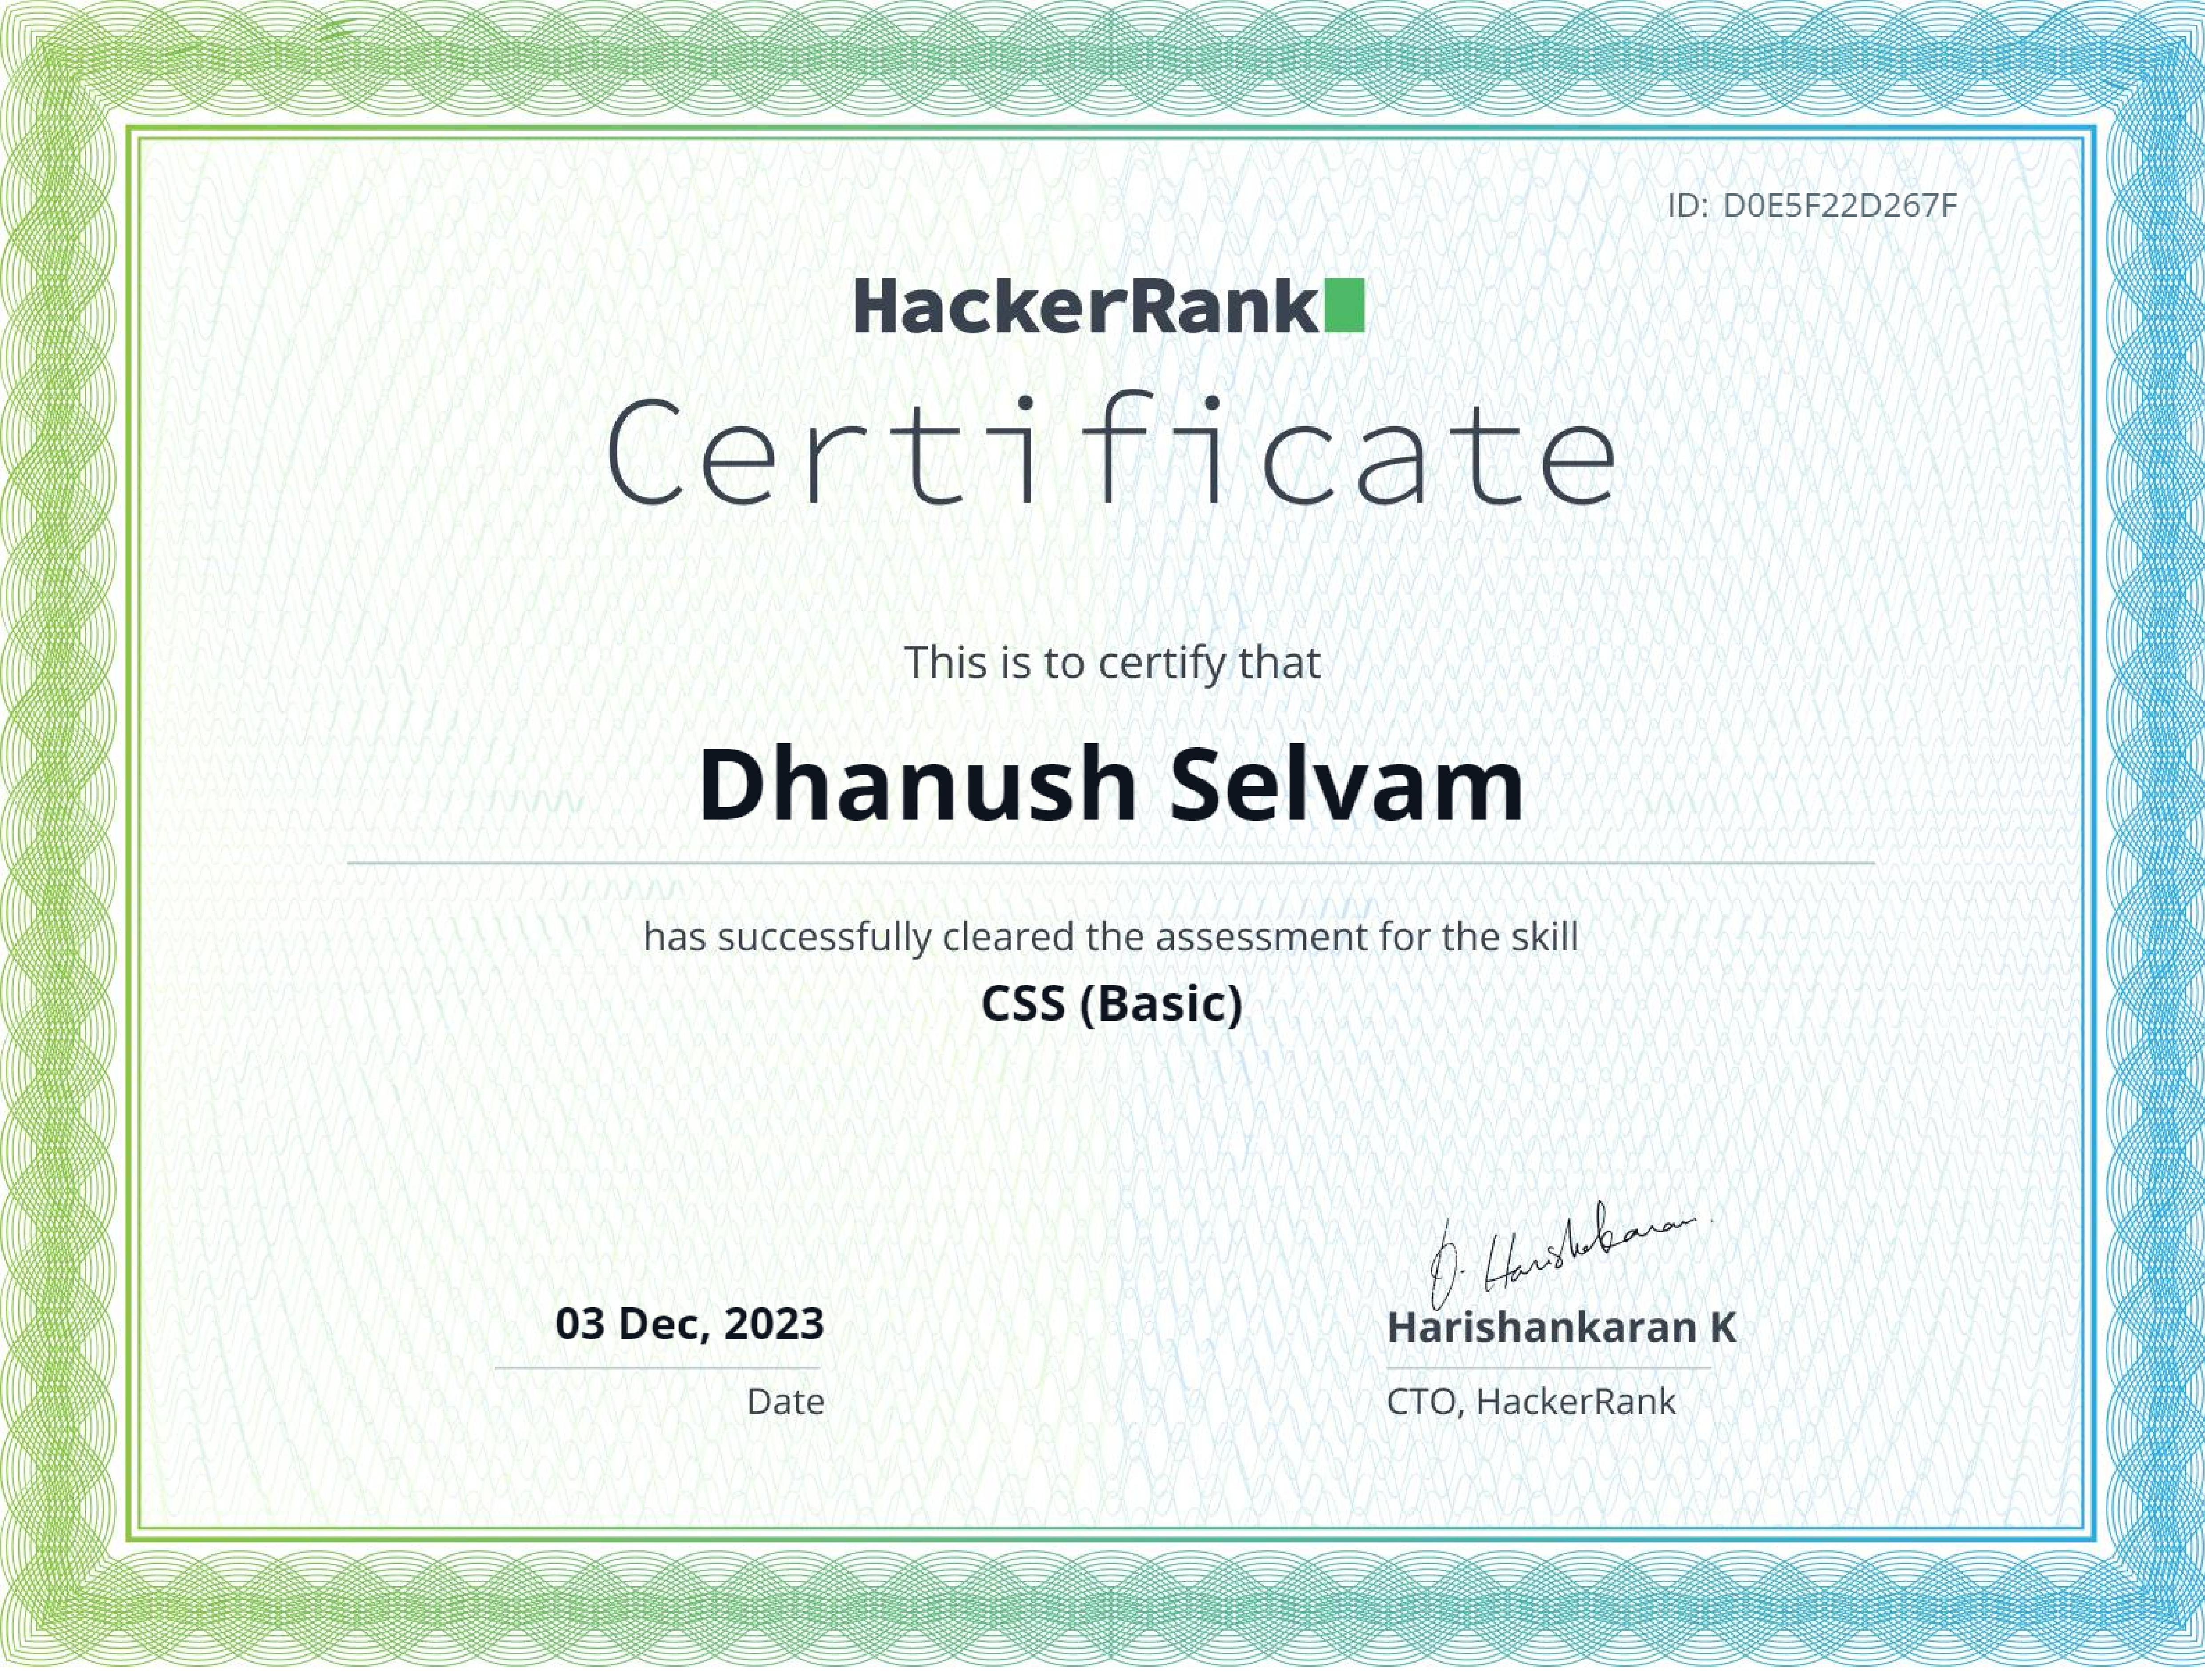 ID: D0E5F22D267F
HackerRank
Certificate
This is to certify that
Dhanush Selvam
has successfully cleared the assessment for the skill
CSS (Basic)
03 Dec, 2023
Date
Harishankaran K
CTO, HackerRank